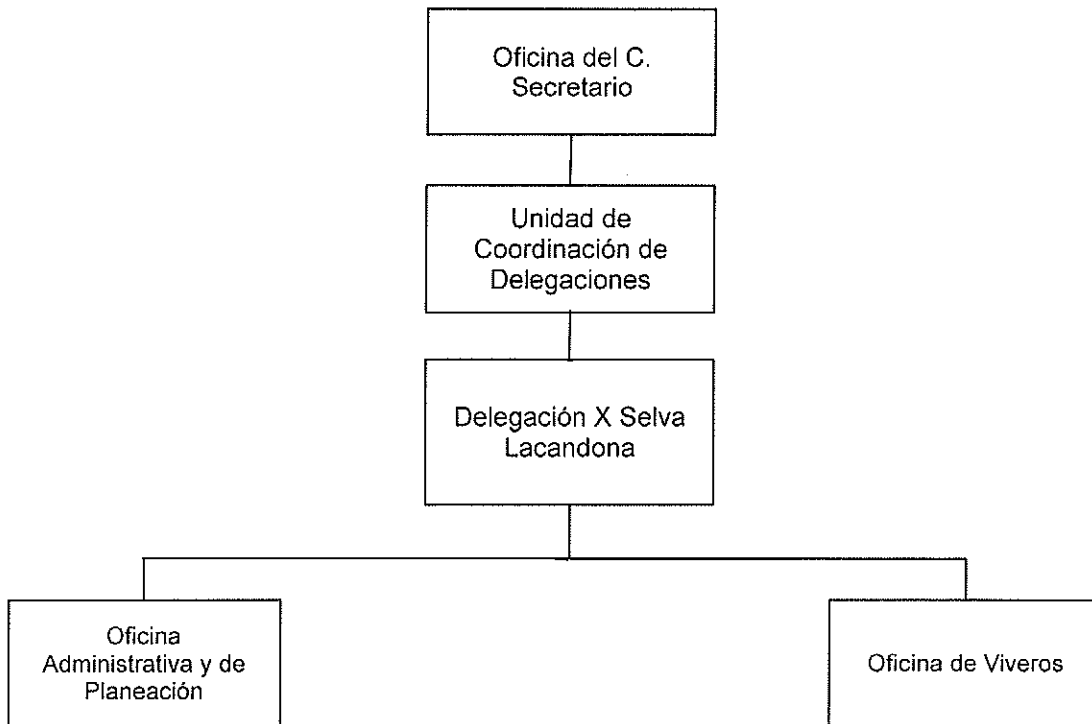 Oficina del C.
Secretario
Unidad de
Coordinación de
Delegaciones
Delegación X Selva
Lacandona
Oficina
Administrativa y de
Planeación
Oficina de Viveros